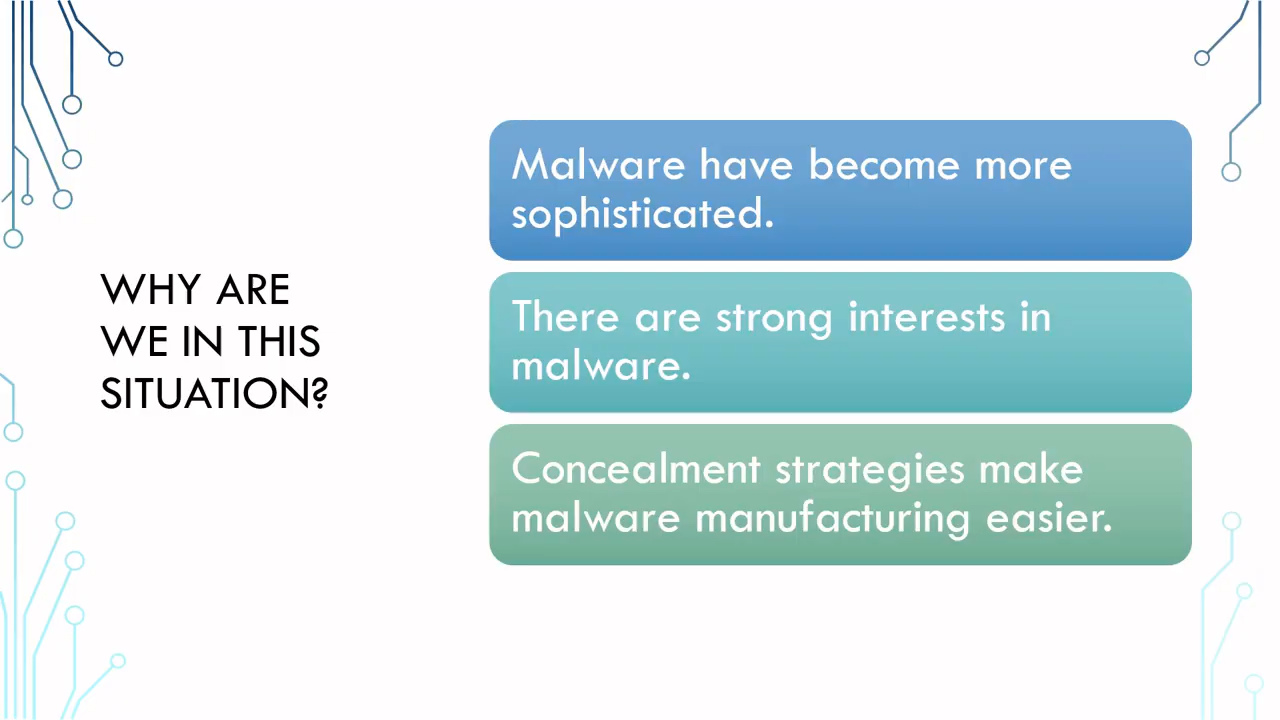 WHY ARE
WE IN THIS
SITUATION?
Malware have become more
sophisticated.
There are strong interests in
malware.
Concealment strategies make
malware manufacturing easier.